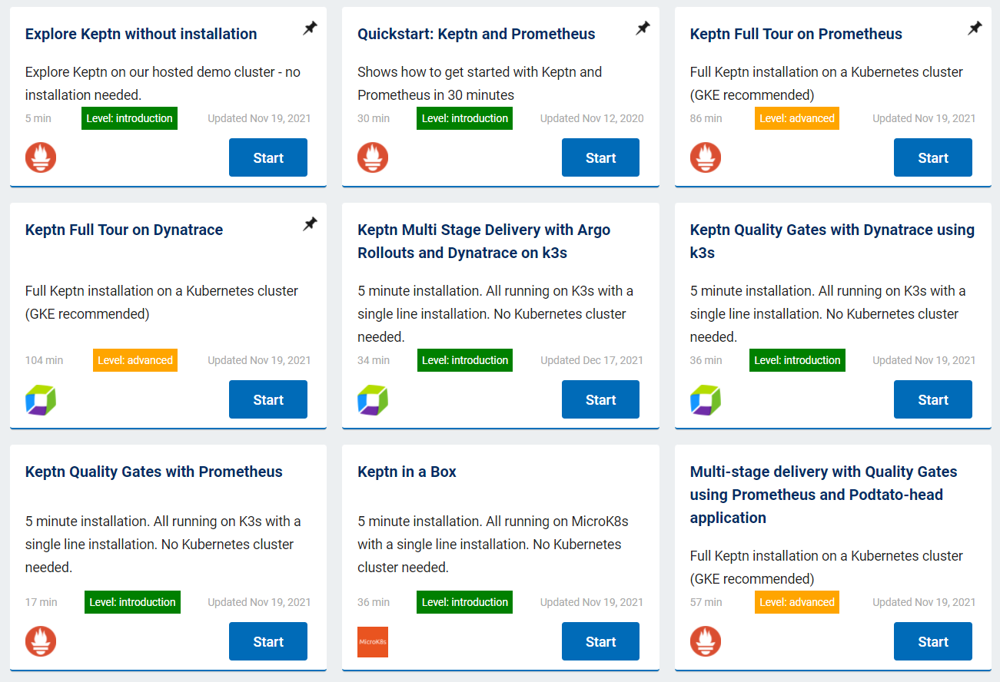 Explore Keptn without installation
Explore Keptn on our hosted demo cluster - no
installation needed.
5 min
Level: introduction
Updated Nov 19, 2021
Start
Quickstart: Keptn and Prometheus
Shows how to get started with Keptn and
Prometheus in 30 minutes
30 min
Level: introduction
Updated Nov 12, 2020
Start
Keptn Full Tour on Prometheus
Full Keptn installation on a Kubernetes cluster
(GKE recommended)
86 min
Level: advanced
Updated Nov 19, 2021
Start
Keptn Full Tour on Dynatrace
Full Keptn installation on a Kubernetes cluster
(GKE recommended)
104 min
Level: advanced
Updated Nov 19, 2021
Start
Keptn Multi Stage Delivery with Argo
Rollouts and Dynatrace on k3s
5 minute installation. All running on K3s with a
single line installation. No Kubernetes cluster
needed.
34 min
Level: introduction
Updated Dec 17, 2021
Start
Keptn Quality Gates with Dynatrace using
k3s
5 minute installation. All running on K3s with a
single line installation. No Kubernetes cluster
needed.
36 min
Level: introduction
Updated Nov 19, 2021
Start
Keptn Quality Gates with Prometheus
5 minute installation. All running on K3s with a
single line installation. No Kubernetes cluster
needed.
17 min
Level: introduction
Updated Nov 19, 2021
Start
Keptn in a Box
5 minute installation. All running on MicroK8s
with a single line installation. No Kubernetes
cluster needed.
36 min
Level: introduction
Updated Nov 19, 2021
MicroK8s
Start
Multi-stage delivery with Quality Gates
using Prometheus and Podtato-head
application
Full Keptn installation on a Kubernetes cluster
(GKE recommended)
57 min
Level: advanced
Updated Nov 19, 2021
Start